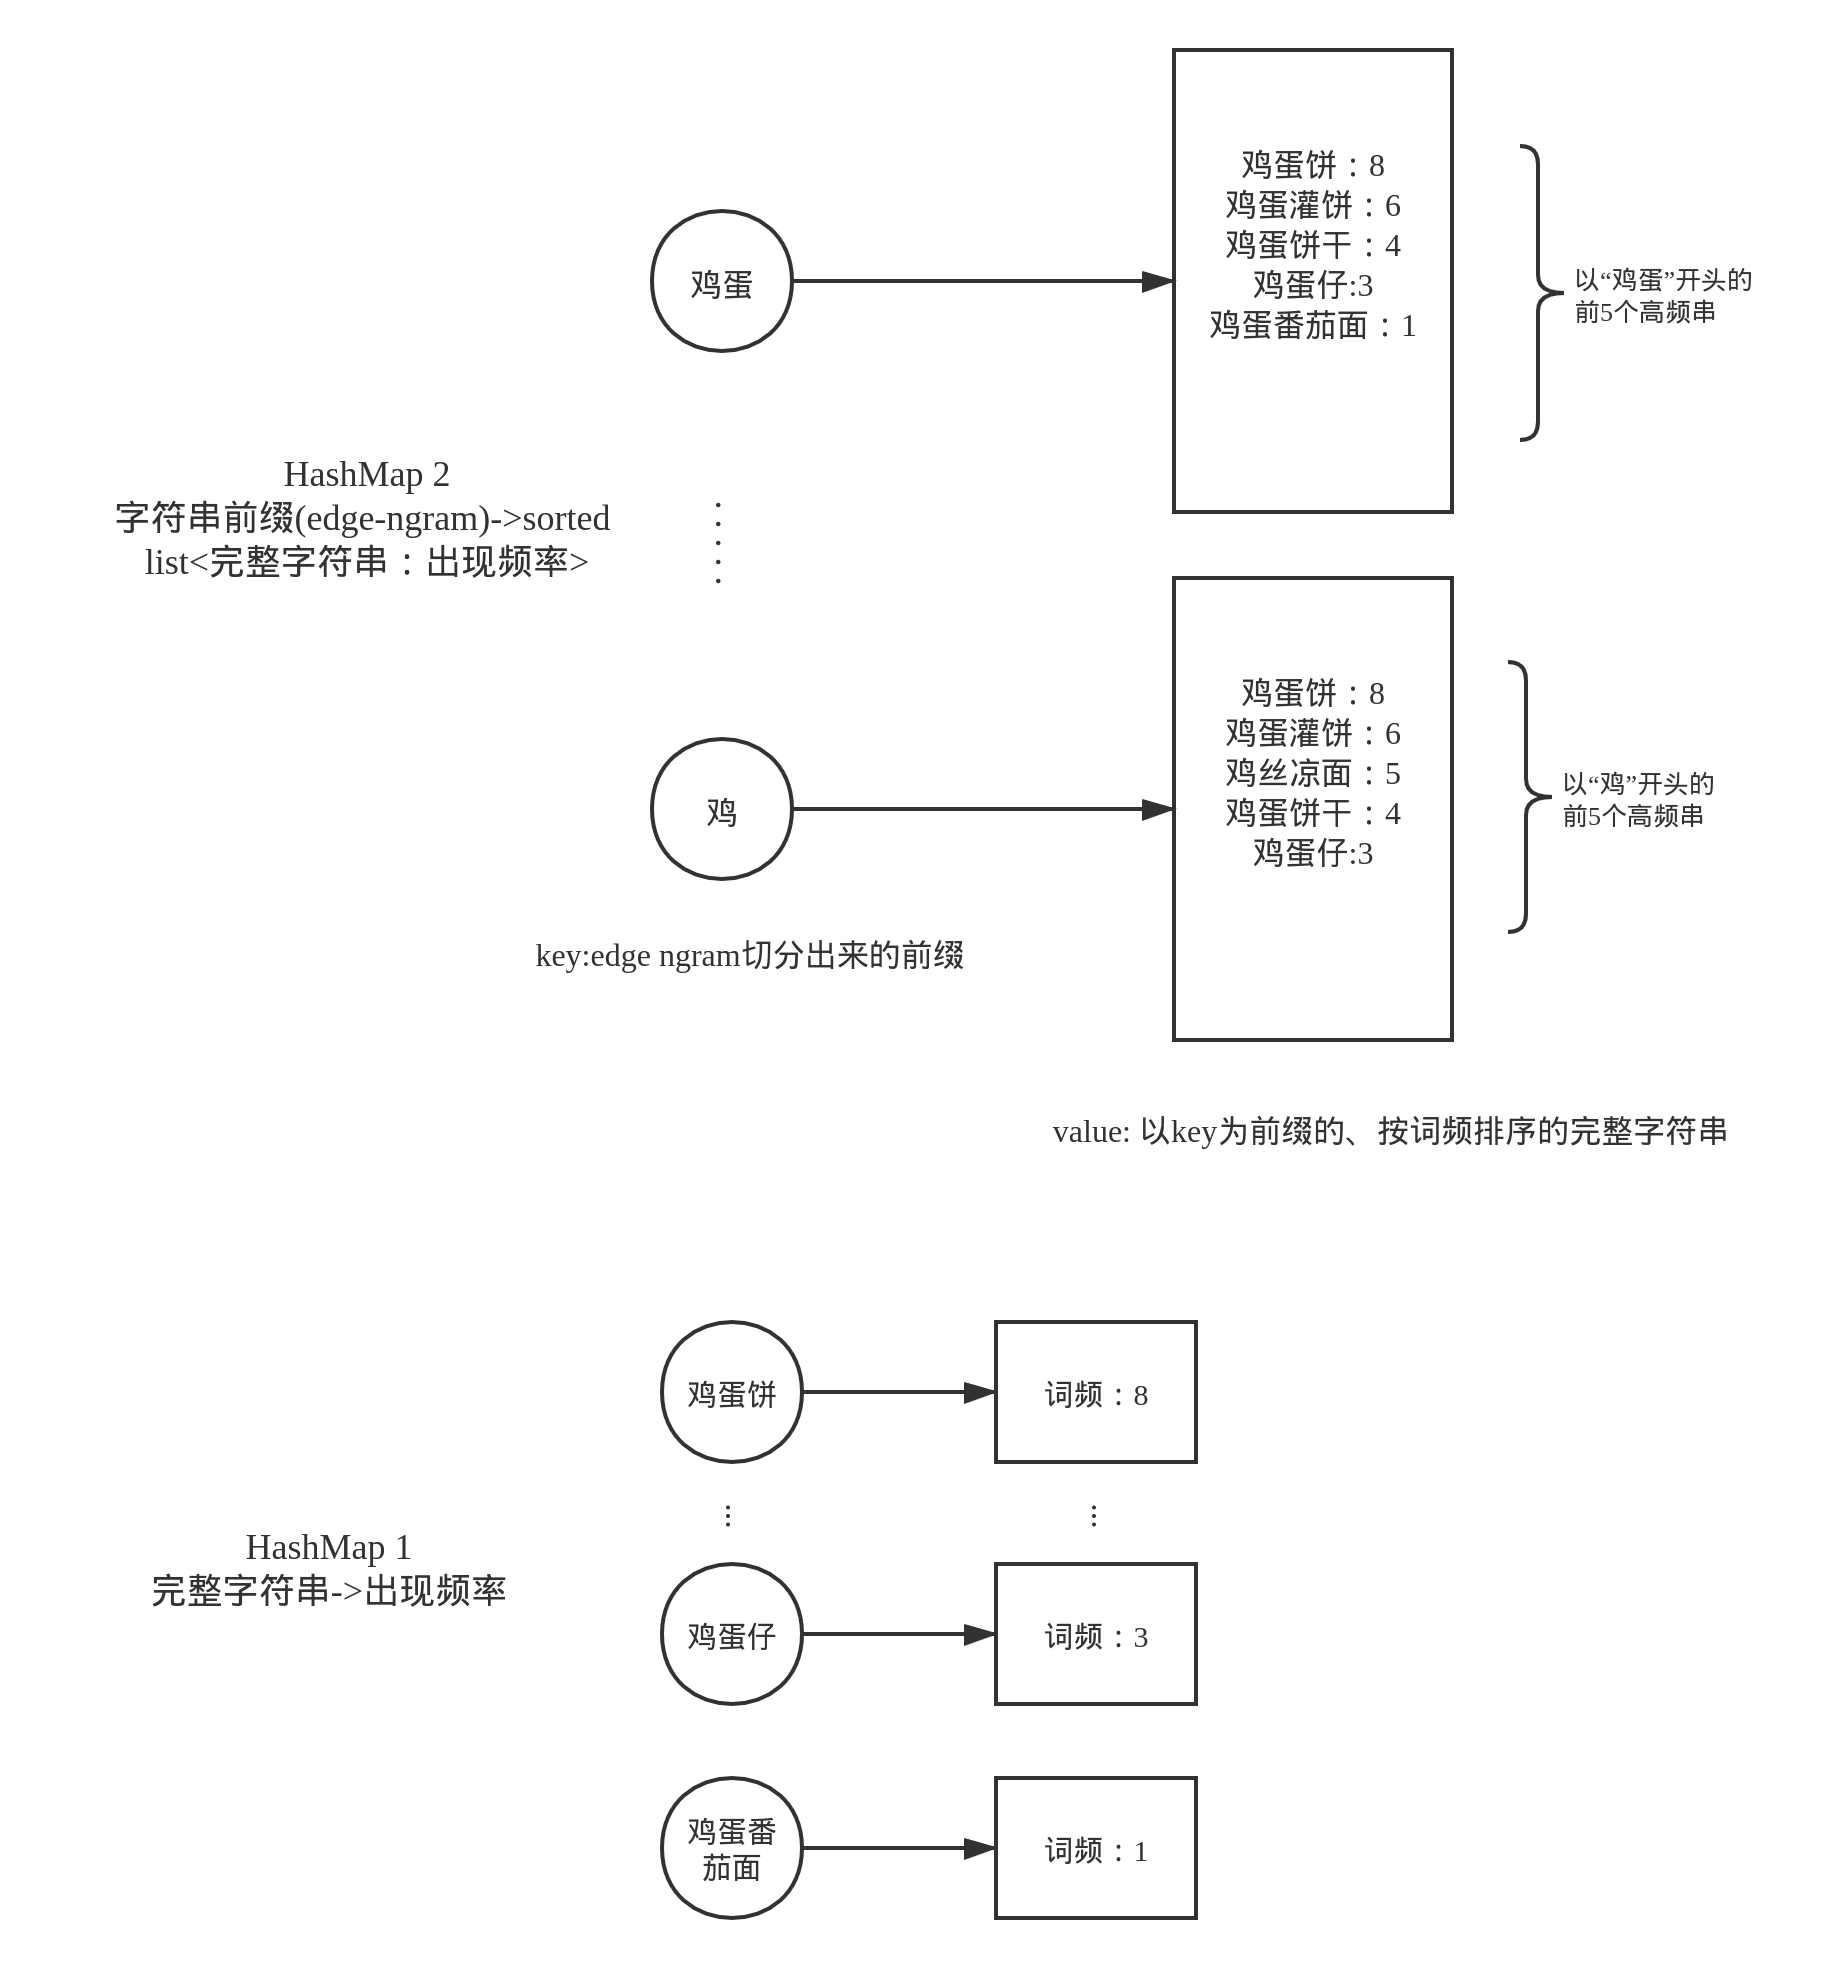 鸡蛋饼：8
鸡蛋灌饼：6
鸡蛋饼干：4
鸡蛋仔:3
鸡蛋番茄面：1
鸡蛋
以“鸡蛋”开头的
前5个高频串
HashMap 2
字符串前缀(edge-ngram)->sorted
list<完整字符串：出现频率>
鸡蛋饼：8
鸡蛋灌饼：6
鸡丝凉面：5
鸡蛋饼干：4
鸡蛋仔:3
鸡
以“鸡”开头的
前5个高频串
key:edge ngram切分出来的前缀
value: 以key为前缀的、按词频排序的完整字符串
鸡蛋饼
词频：8
HashMap 1
完整字符串->出现频率
鸡蛋仔
词频：3
鸡蛋番
茄面
词频：1